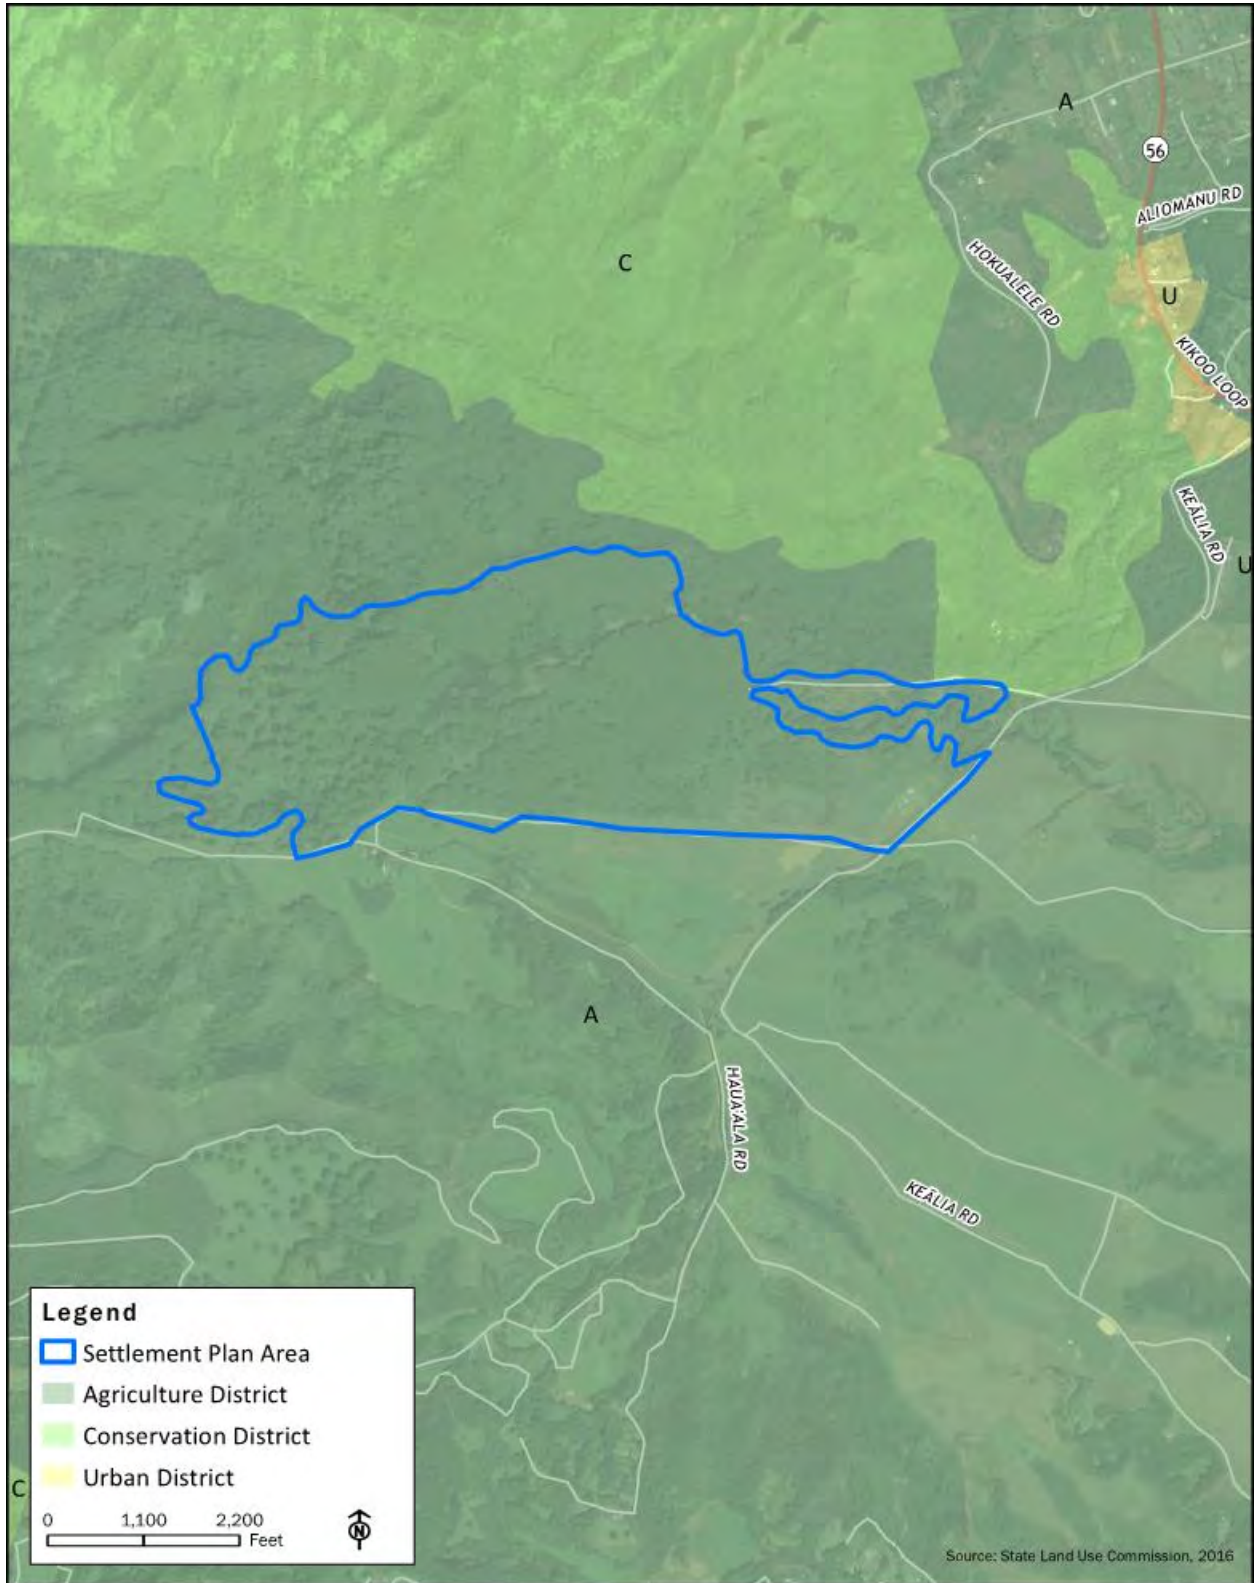 A
56
ALIOMANU RD
C
HOKUALELE RD
U
KIKOO LOOP
KEĀLIA RD
U
A
HAUA'ALA RD
KEĀLIA RD
Legend
Settlement Plan Area
Agriculture District
Conservation District
Urban District
C
0 1,100 2,200
Feet
N
Source: State Land Use Commission, 2016